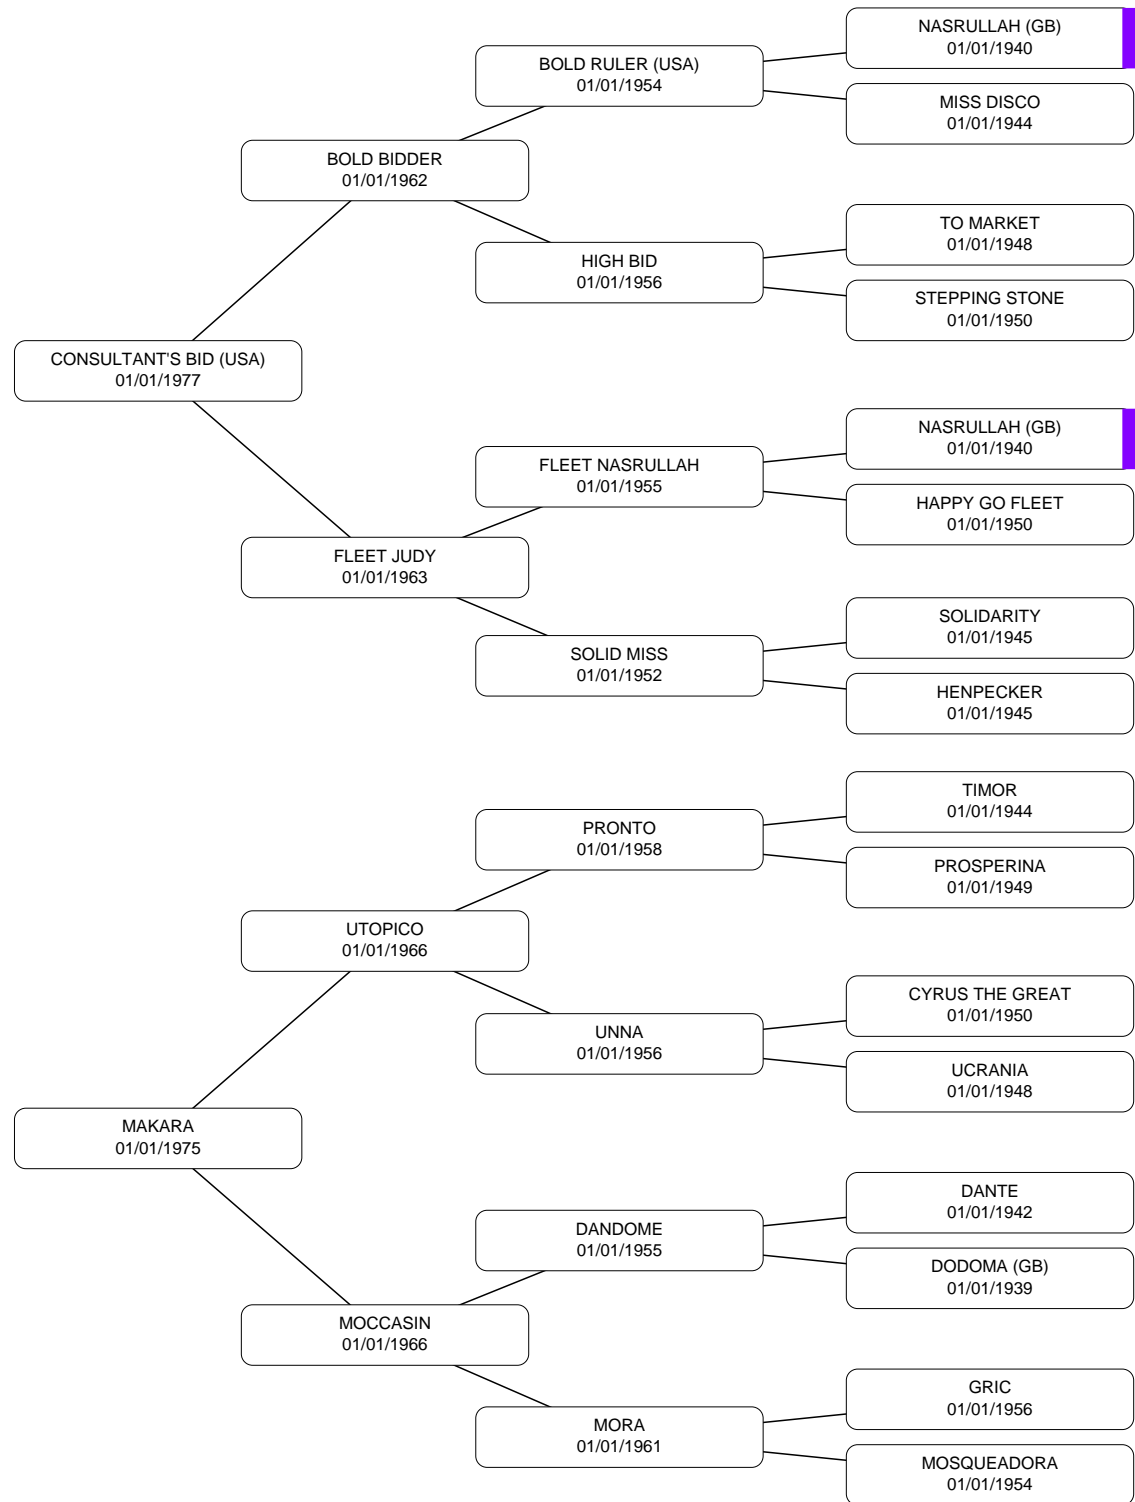 NASRULLAH (GB)
01/01/1940
BOLD RULER (USA)
01/01/1954
MISS DISCO
01/01/1944
BOLD BIDDER
01/01/1962
TO MARKET
01/01/1948
HIGH BID
01/01/1956
STEPPING STONE
01/01/1950
CONSULTANT'S BID (USA)
01/01/1977
NASRULLAH (GB)
01/01/1940
FLEET NASRULLAH
01/01/1955
HAPPY GO FLEET
01/01/1950
FLEET JUDY
01/01/1963
SOLIDARITY
01/01/1945
SOLID MISS
01/01/1952
HENPECKER
01/01/1945
TIMOR
01/01/1944
PRONTO
01/01/1958
PROSPERINA
01/01/1949
UTOPICO
01/01/1966
CYRUS THE GREAT
01/01/1950
UNNA
01/01/1956
UCRANIA
01/01/1948
MAKARA
01/01/1975
DANTE
01/01/1942
DANDOME
01/01/1955
DODOMA (GB)
01/01/1939
MOCCASIN
01/01/1966
GRIC
01/01/1956
MORA
01/01/1961
MOSQUEADORA
01/01/1954